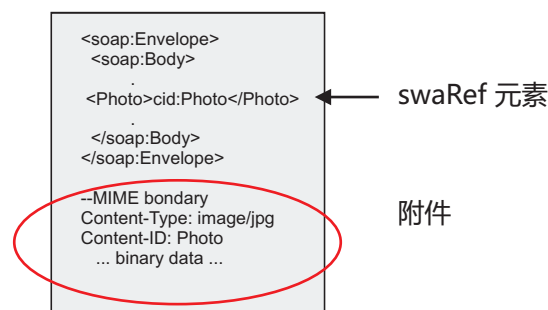 <soap:Envelope>
<soap:Body>
.
<Photo>cid:Photo</Photo>
swaRef 元素
.
</soap:Body>
</soap:Envelope>
--MIME bondary
Content-Type: image/jpg
附件
Content-ID: Photo
... binary data ...